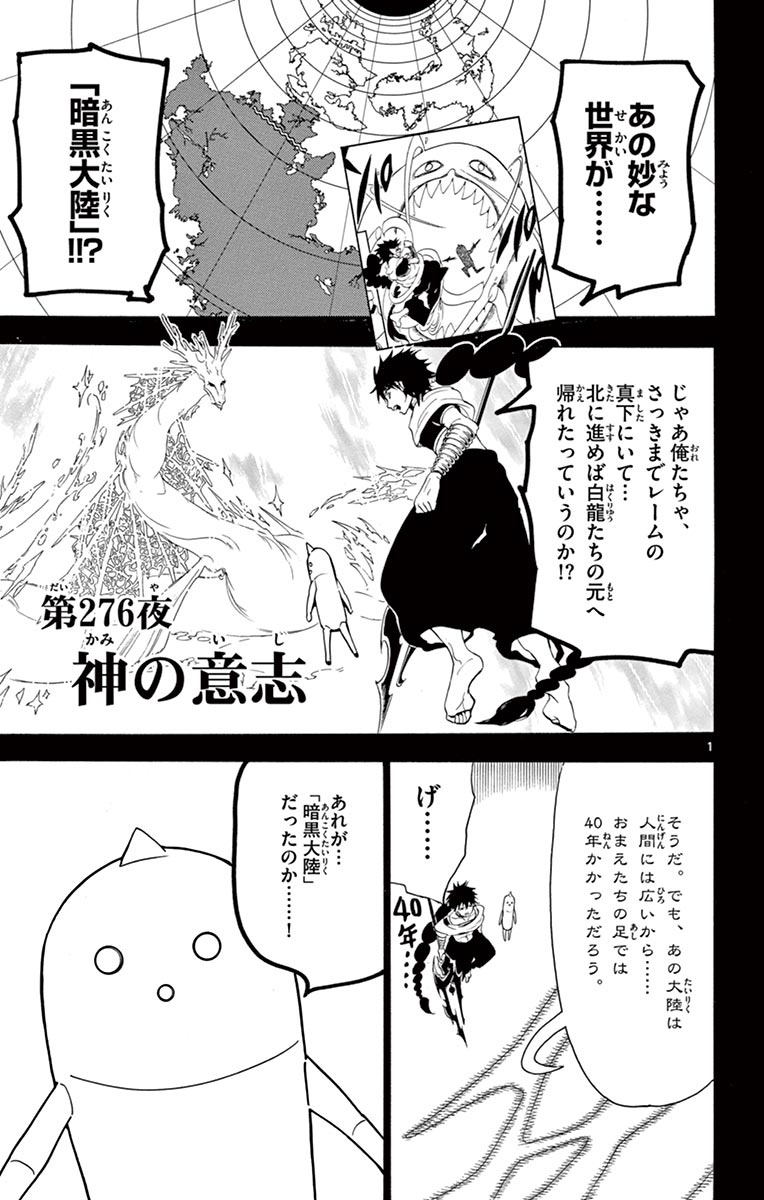 あの妙な
世界が……
「暗黒大陸」!!?
じゃあ俺たちゃ、
さっきまでレームの
真下にいて…
北に進めば白龍たちの元へ
帰れたっていうのか!?
第276夜
神の意志
1
そうだ。でも、あの大陸は
人間には広いから……
おまえたちの足では
40年かかっただろう。
げ……
40年……
あれが…
「暗黒大陸」
だったのか……!